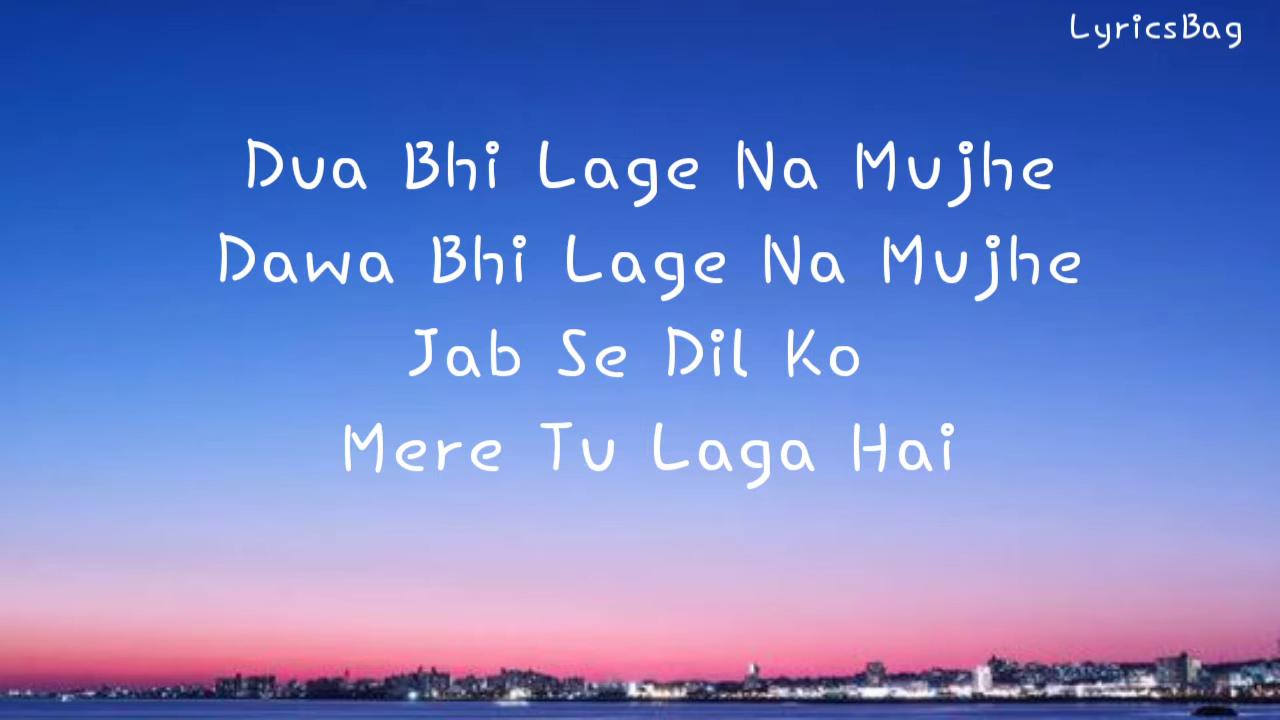 LyricsBag
Dua Bhi Lage Na Mujhe
Dawa Bhi Lage Na Mujhe
Jab Se Dil Ko
Mere Tu Laga Hai